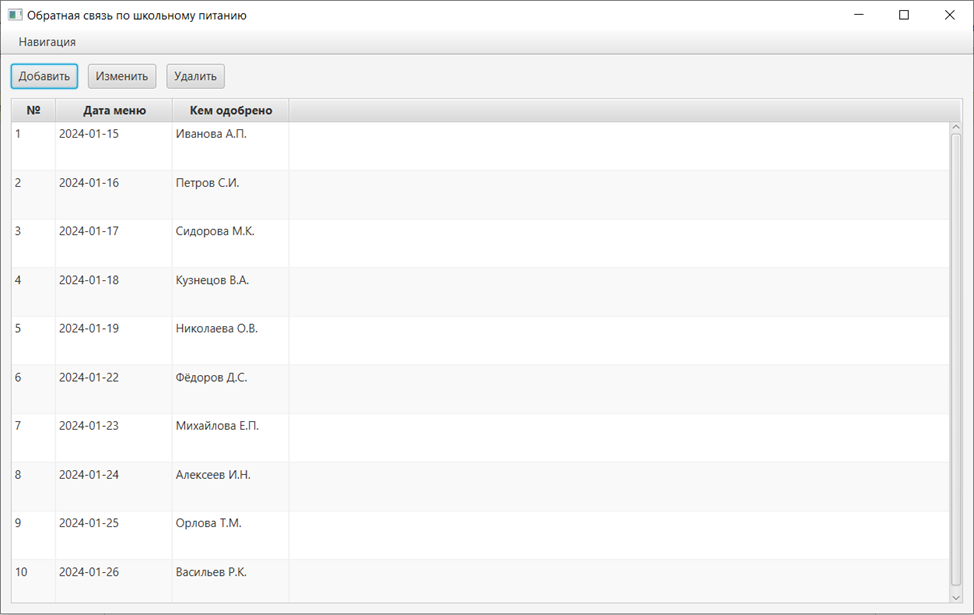 Обратная связь по школьному питанию
Навигация
Добавить Изменить Удалить
№ Дата меню Кем одобрено
1 2024-01-15 Иванова А.П.
2 2024-01-16 Петров С.И.
3 2024-01-17 Сидорова М.К.
4 2024-01-18 Кузнецов В.А.
5 2024-01-19 Николаева О.В.
6 2024-01-22 Фёдоров Д.С.
7 2024-01-23 Михайлова Е.П.
8 2024-01-24 Алексеев И.Н.
9 2024-01-25 Орлова Т.М.
10 2024-01-26 Васильев Р.К.